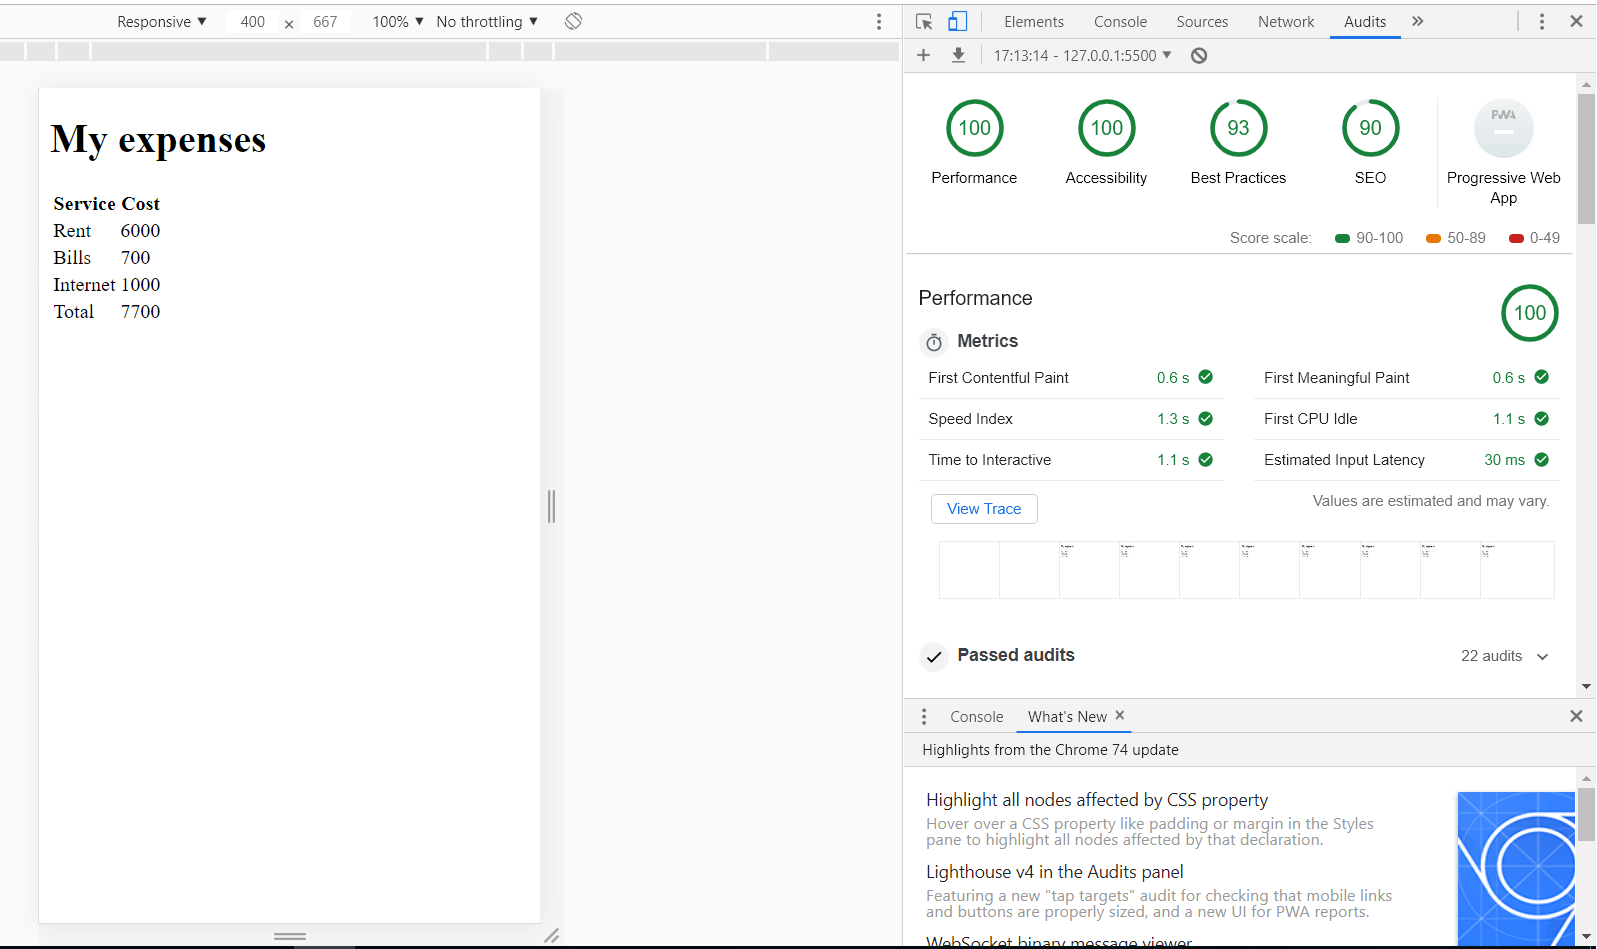 Responsive ▼ 400 × 667 100% ▼ No throttling ▼
Elements Console Sources Network Audits »
17:13:14 - 127.0.0.1:5500 ▼
My expenses
Service Cost
Rent 6000
Bills 700
Internet 1000
Total 7700
100 100 93 90 PWA
Performance Accessibility Best Practices SEO Progressive Web App
Score scale: 90-100 50-89 0-49
Performance 100
Metrics
First Contentful Paint 0.6 s First Meaningful Paint 0.6 s
Speed Index 1.3 s First CPU Idle 1.1 s
Time to Interactive 1.1 s Estimated Input Latency 30 ms
View Trace Values are estimated and may vary.
Passed audits 22 audits
Console What's New ×
Highlights from the Chrome 74 update
Highlight all nodes affected by CSS property
Hover over a CSS property like padding or margin in the Styles
pane to highlight all nodes affected by that declaration.
Lighthouse v4 in the Audits panel
Featuring a new "tap targets" audit for checking that mobile links
and buttons are properly sized, and a new UI for PWA reports.
WebSocket binary message viewer